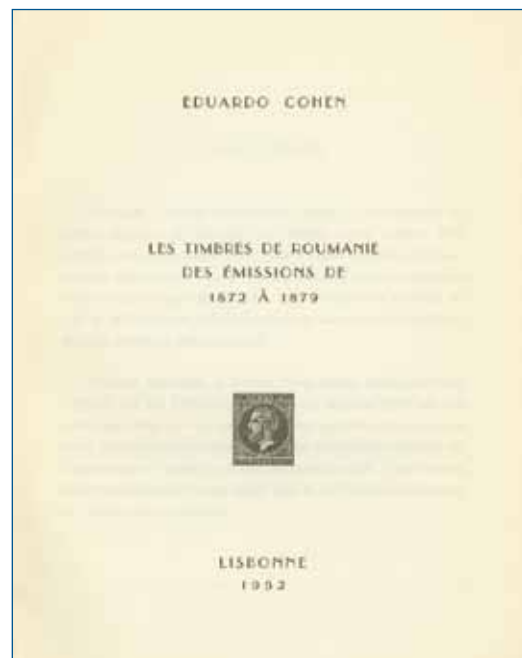 EDUARDO COHEN
LES TIMBRES DE ROUMANIE
DES ÉMISSIONS DE
1872 À 1879
LISBONNE
1952